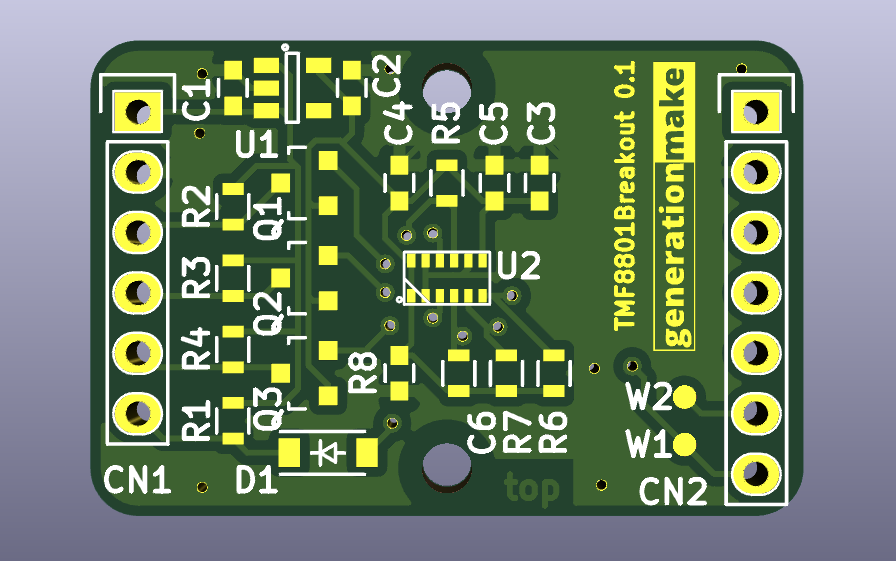 C1
C2
U1
C4
R5
C5
C3
TMF8801Breakout 0.1
generationmake
R2
Q1
R3
U2
Q2
R4
R8
Q3
R1
C6
R7
R6
W2
W1
CN1
D1
top
CN2